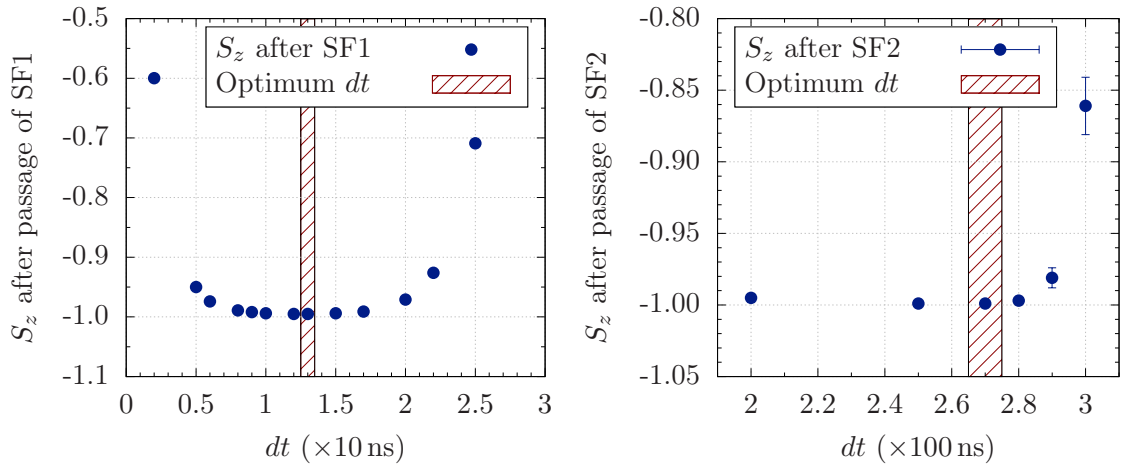 -0.5
-0.6
-0.7
-0.8
-0.9
-1.0
-1.1
S_z after passage of SF1
S_z after SF1
Optimum dt
0 0.5 1 1.5 2 2.5 3
dt (×10 ns)
-0.80
-0.85
-0.90
-0.95
-1.00
-1.05
S_z after passage of SF2
S_z after SF2
Optimum dt
2 2.2 2.4 2.6 2.8 3
dt (×100 ns)